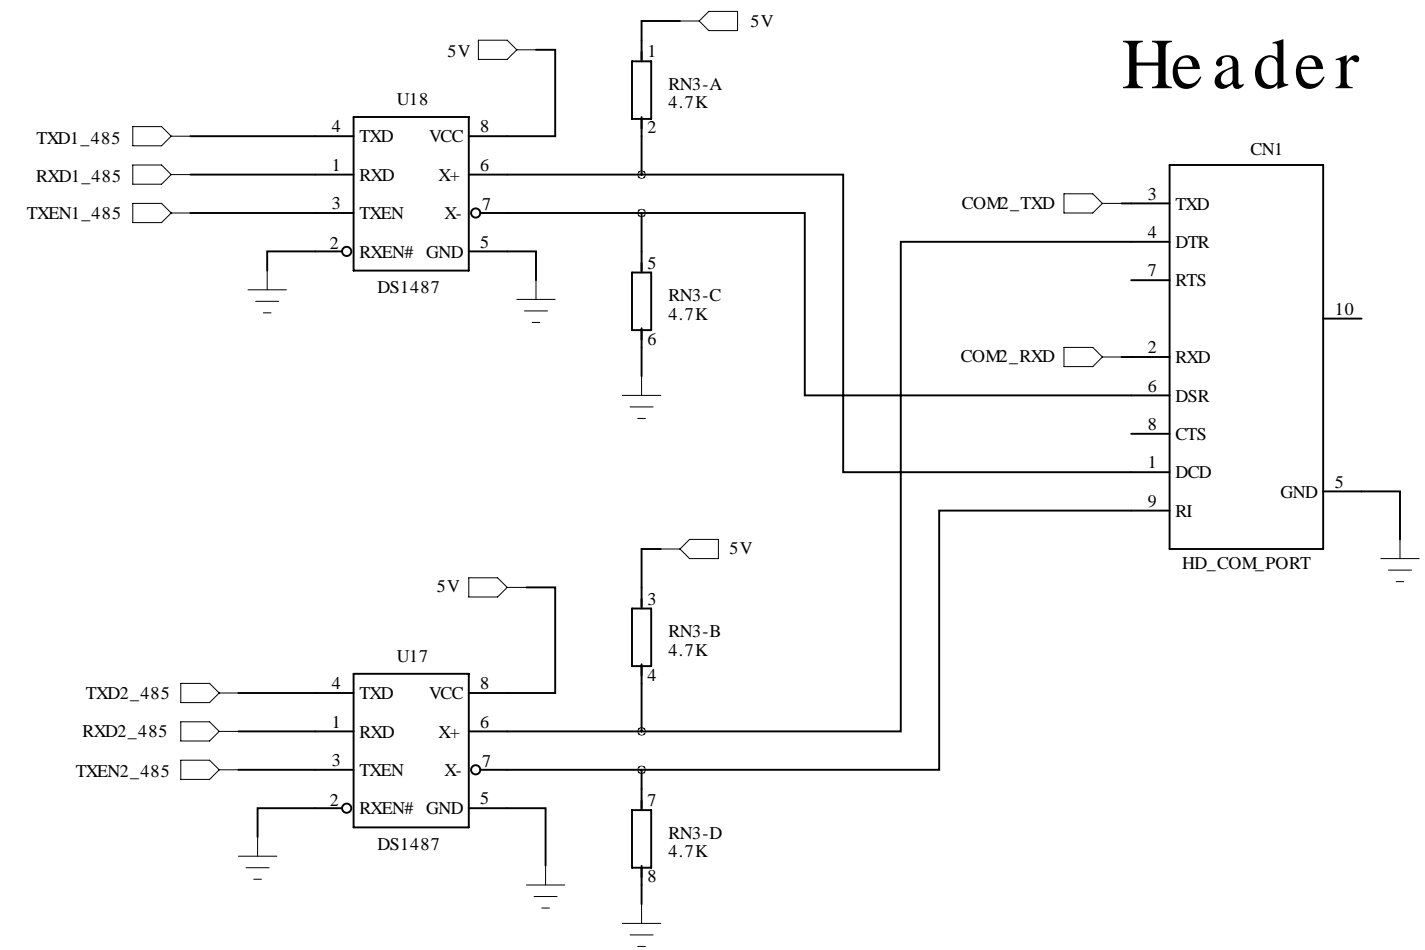 Header
5V
5V
1
RN3-A
4.7K
2
U18
TXD1_485
4
TXD
VCC
8
RXD1_485
1
RXD
X+
6
TXEN1_485
3
TXEN
X-
7
2
RXEN#
GND
5
DS1487
5
RN3-C
4.7K
6
CN1
COM2_TXD
3
TXD
4
DTR
7
RTS
10
COM2_RXD
2
RXD
6
DSR
8
CTS
1
DCD
GND
5
9
RI
HD_COM_PORT
5V
5V
3
RN3-B
4.7K
4
U17
TXD2_485
4
TXD
VCC
8
RXD2_485
1
RXD
X+
6
TXEN2_485
3
TXEN
X-
7
2
RXEN#
GND
5
DS1487
7
RN3-D
4.7K
8